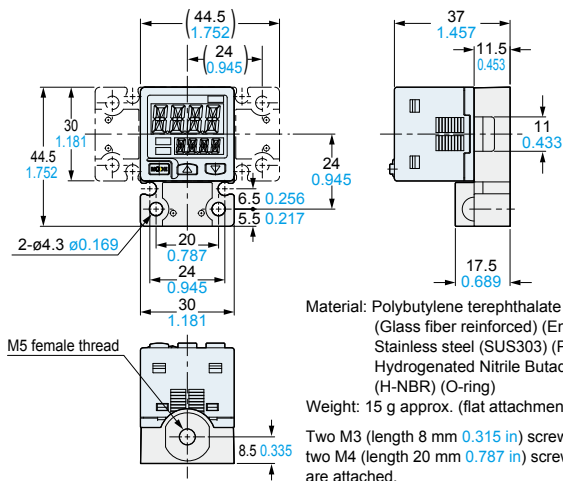 (44.5)
1.752
(24)
(0.945)
37
1.457
11.5
0.453
30
1.181
44.5
1.752
24
0.945
11
0.433
6.5 0.256
5.5 0.217
2-ø4.3 ø0.169
20
0.787
24
0.945
30
1.181
17.5
0.689
M5 female thread
8.5 0.335
Material: Polybutylene terephthalate
(Glass fiber reinforced)
Stainless steel (SUS303)
Hydrogenated Nitrile
(H-NBR) (O-ring)
Weight: 15 g approx. (flat
Two M3 (length 8 mm 0.315 in)
two M4 (length 20 mm 0.787 in)
are attached.